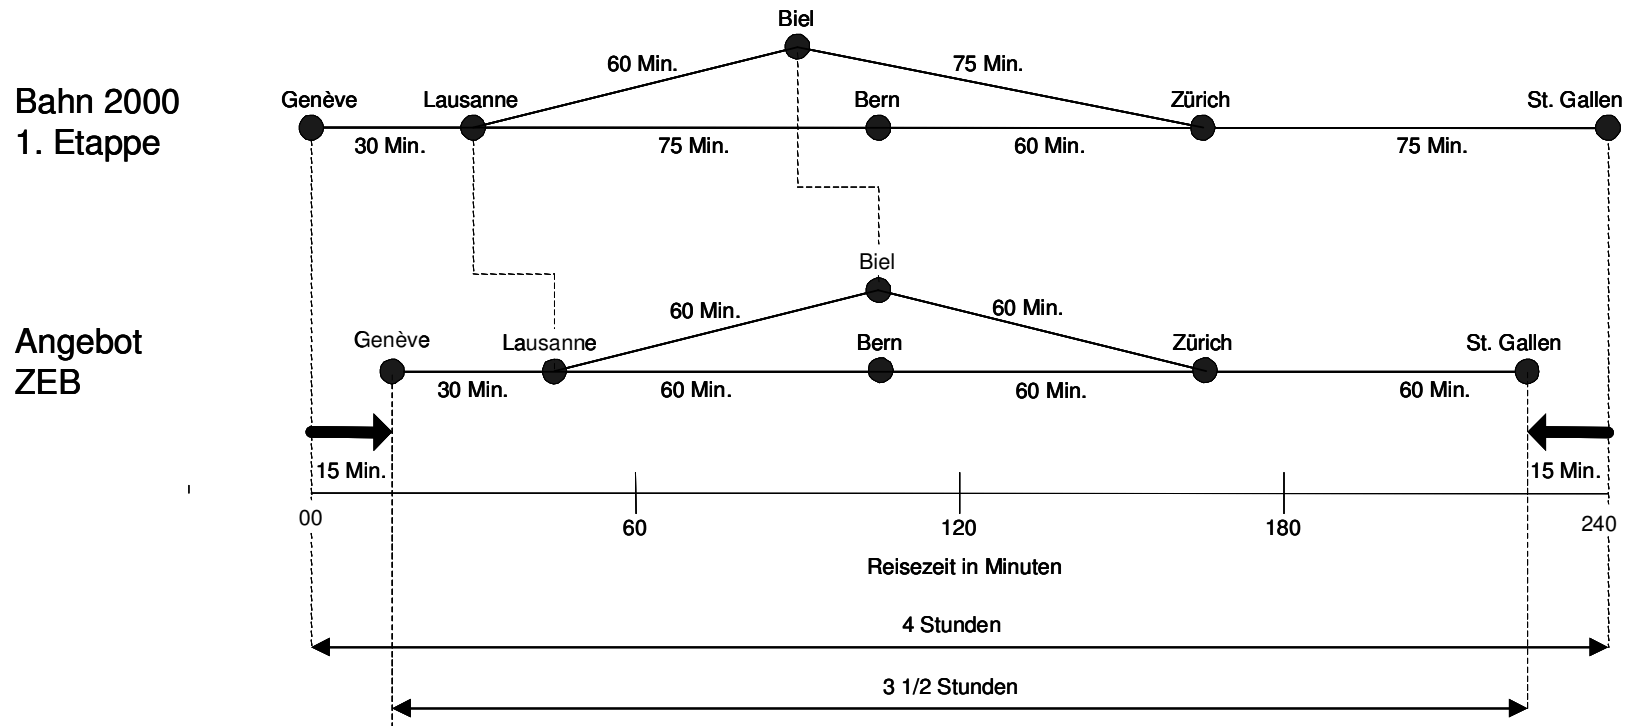 Biel
60 Min.
75 Min.
Bahn 2000
1. Etappe
Genève
Lausanne
Bern
Zürich
St. Gallen
30 Min.
75 Min.
60 Min.
75 Min.
Biel
60 Min.
60 Min.
Angebot
ZEB
Genève
Lausanne
Bern
Zürich
St. Gallen
30 Min.
60 Min.
60 Min.
60 Min.
15 Min.
15 Min.
00
60
120
180
240
Reisezeit in Minuten
4 Stunden
3 1/2 Stunden